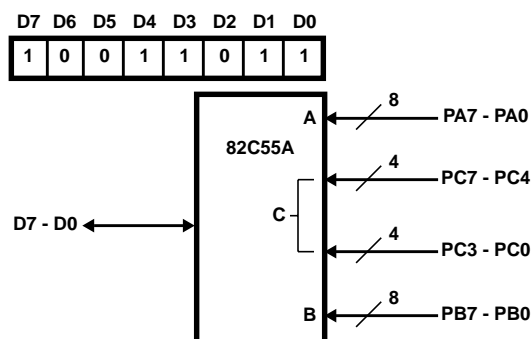 D7 D6 D5 D4 D3 D2 D1 D0
1 0 0 1 1 0 1 1
A 8 PA7 - PA0
82C55A
4 PC7 - PC4
C
D7 - D0
4 PC3 - PC0
B 8 PB7 - PB0